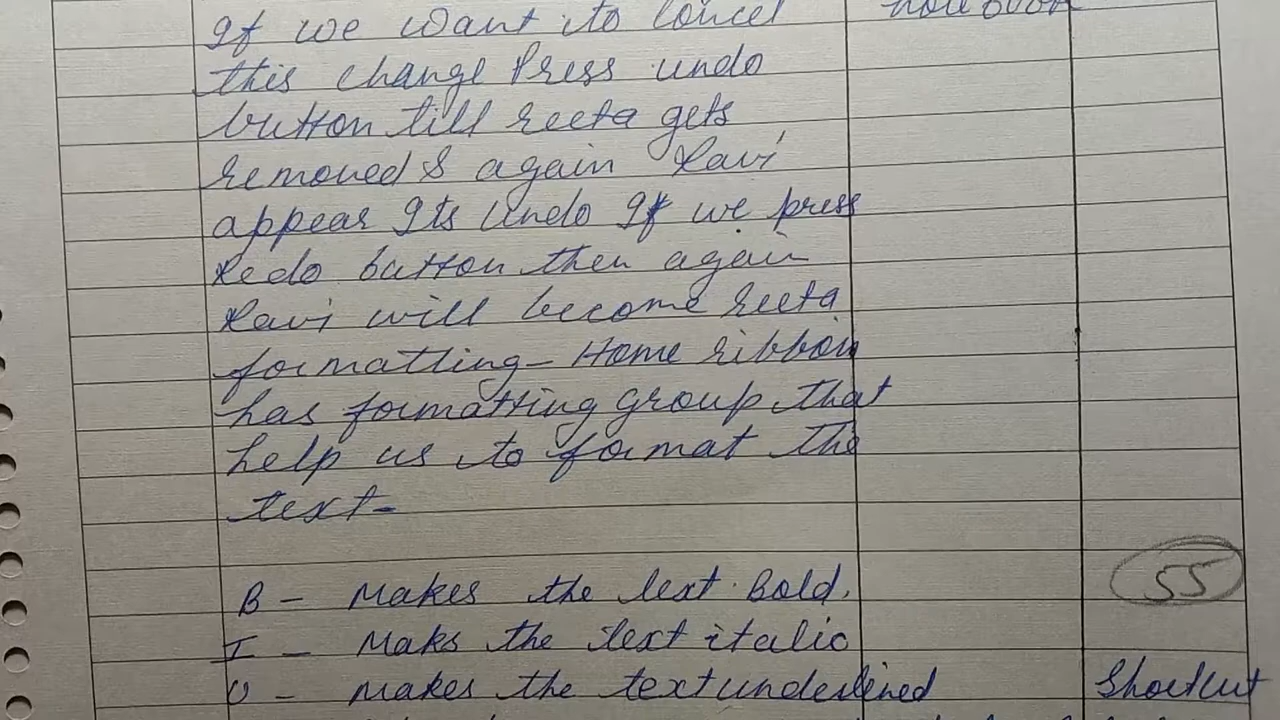 If we want to cancel notebook
this change Press undo
button till reeta gets
removed & again Ravi
appear Its Undo If we press
Redo button then again
Ravi will become reeta
formatting - Home ribbon
has formatting group that
help us to format the
text -
55
B - Makes the text Bold.
I - Maks the text italic
U - Makes the text underlined Shortcut